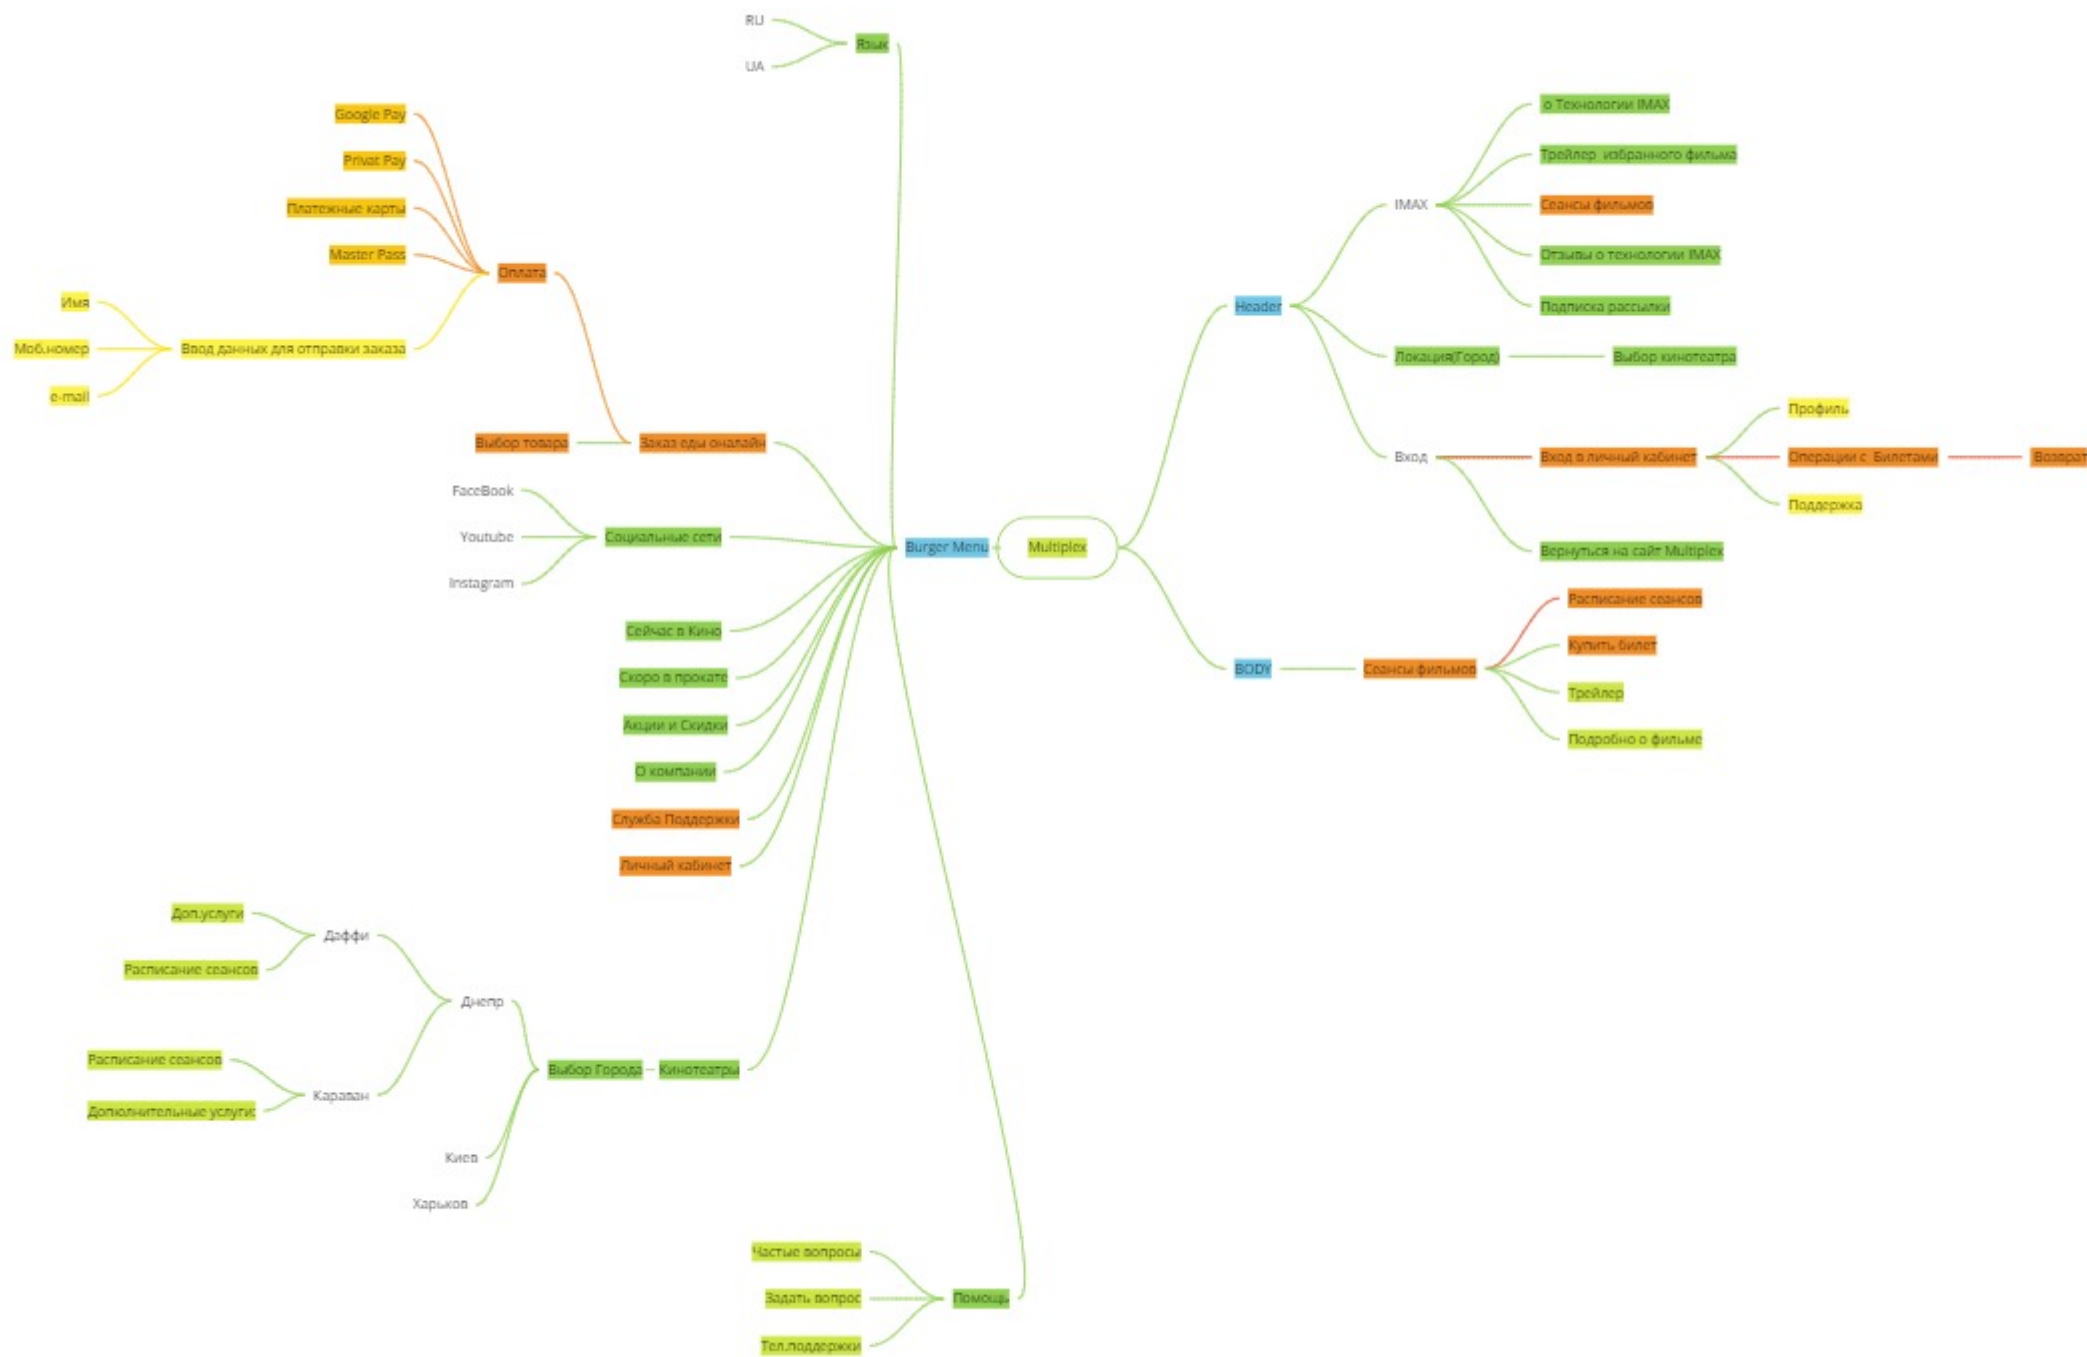 RU
Язык
UA
Google Pay
Privat Pay
Платежные карты
Master Pass
Оплата
Имя
Моб.номер
Ввод данных для отправки заказа
e-mail
Выбор товара
Заказ еды оналайн
FaceBook
Youtube
Социальные сети
Instagram
Сейчас в Кино
Скоро в прокате
Акции и Скидки
О компании
Служба Поддержки
Личный кабинет
Доп.услуги
Даффи
Расписание сеансов
Днепр
Расписание сеансов
Караван
Дополнительные услуги:
Выбор Города
Кинотеатры
Киев
Харьков
Частые вопросы
Задать вопрос
Помощь
Тел.поддержки
Burger Menu
Multiplex
Header
IMAX
о Технологии IMAX
Трейлер избранного фильма
Сеансы фильмов
Отзывы о технологии IMAX
Подписка рассылки
Локация(Город)
Выбор кинотеатра
Вход
Вход в личный кабинет
Профиль
Операции с Билетами
Возврат
Поддержка
Вернуться на сайт Multiplex
BODY
Сеансы фильмов
Расписание сеансов
Купить билет
Трейлер
Подробно о фильме